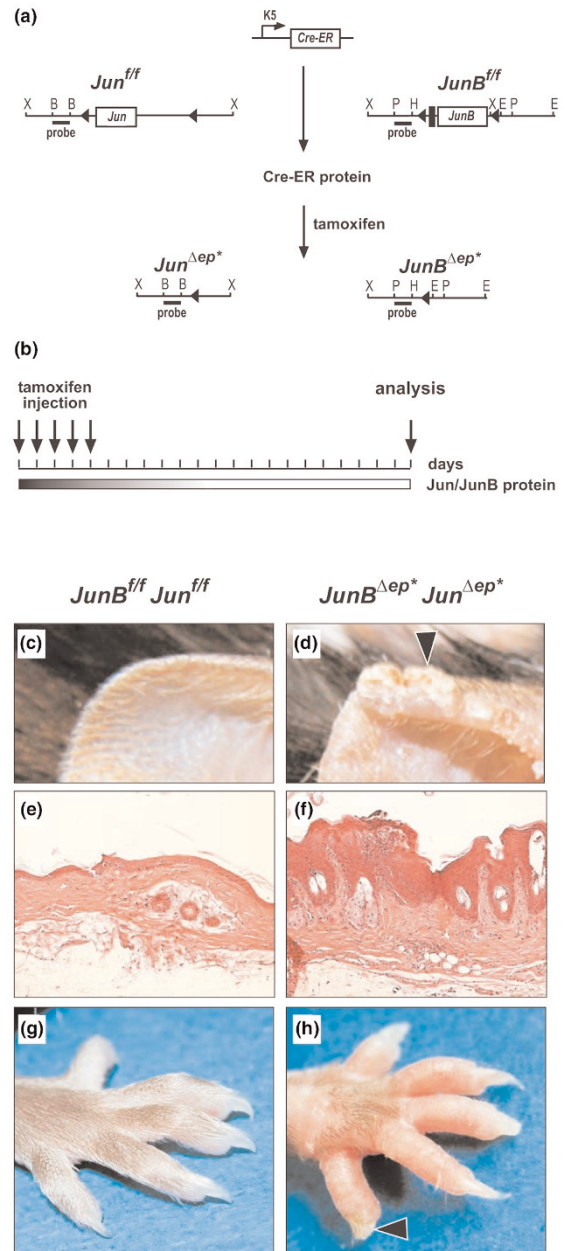 (a)
K5
Cre-ER
Jun^f/f
X B B X
Jun
probe
JunB^f/f
X P H X E P E
JunB
probe
Cre-ER protein
tamoxifen
Jun^Δep*
X B B X
probe
JunB^Δep*
X P H E P E
probe
(b)
tamoxifen
injection
analysis
days
Jun/JunB protein
JunB^f/f Jun^f/f
JunB^Δep* Jun^Δep*
(c)
(d)
(e)
(f)
(g)
(h)